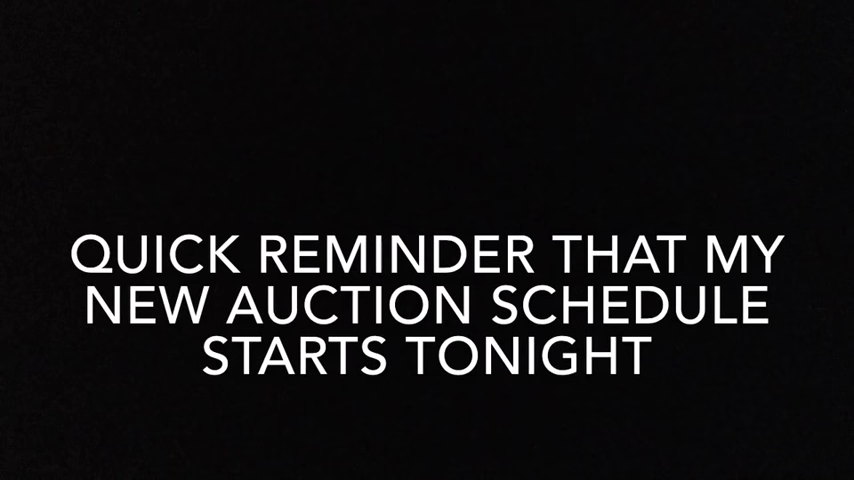 QUICK REMINDER THAT MY
NEW AUCTION SCHEDULE
STARTS TONIGHT